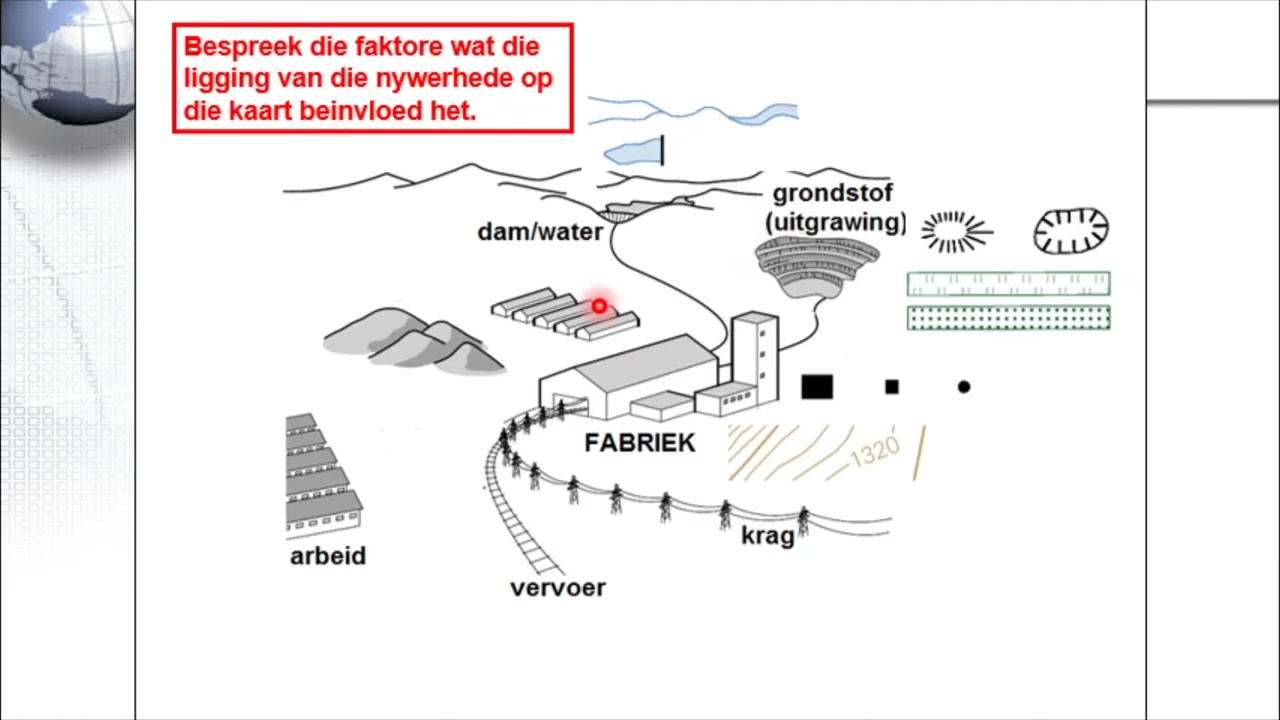 Bespreek die faktore wat die
ligging van die nywerhede op
die kaart beinvloed het.
grondstof
(uitgrawing)
dam/water
FABRIEK
1320
krag
arbeid
vervoer